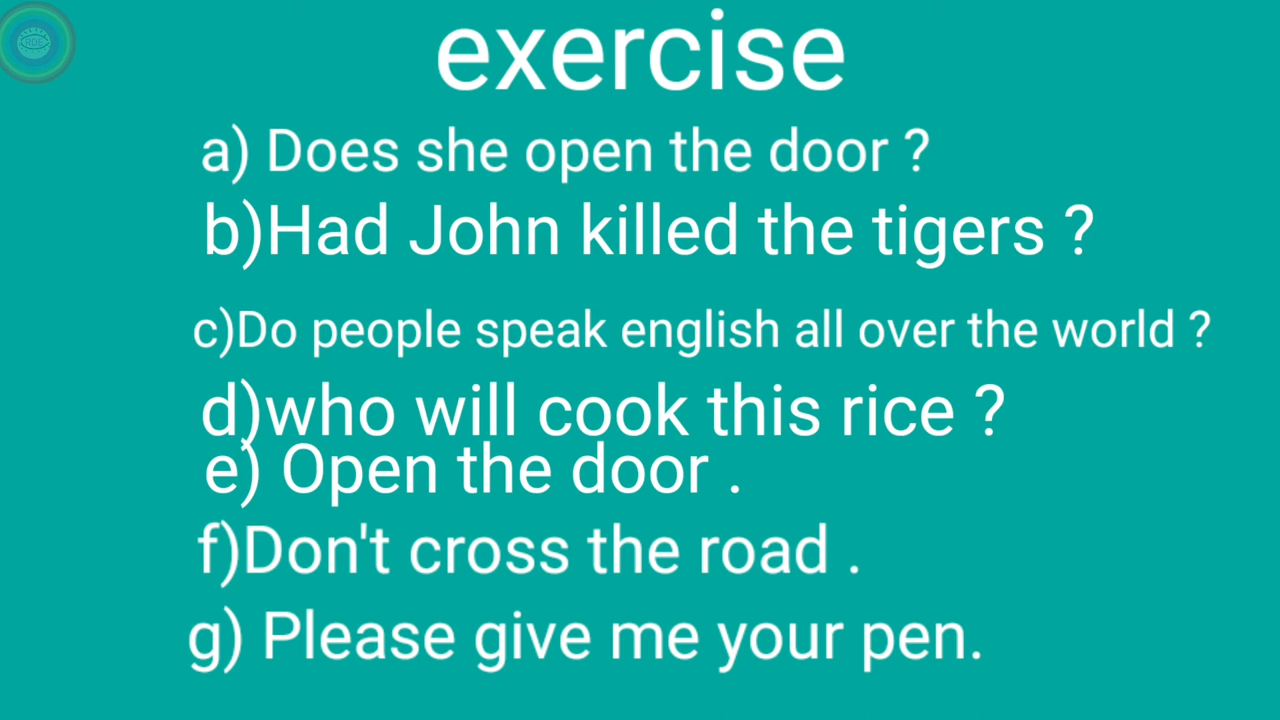 exercise
a) Does she open the door ?
b)Had John killed the tigers ?
c)Do people speak english all over the world ?
d)who will cook this rice ?
e) Open the door .
f)Don't cross the road .
g) Please give me your pen.